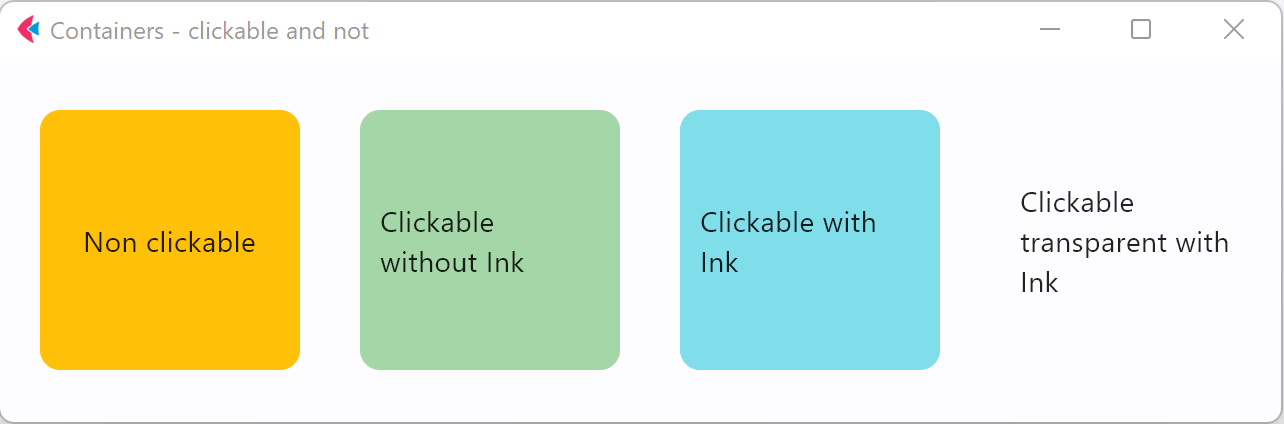 Containers - clickable and not
Non clickable
Clickable
without Ink
Clickable with
Ink
Clickable
transparent with
Ink